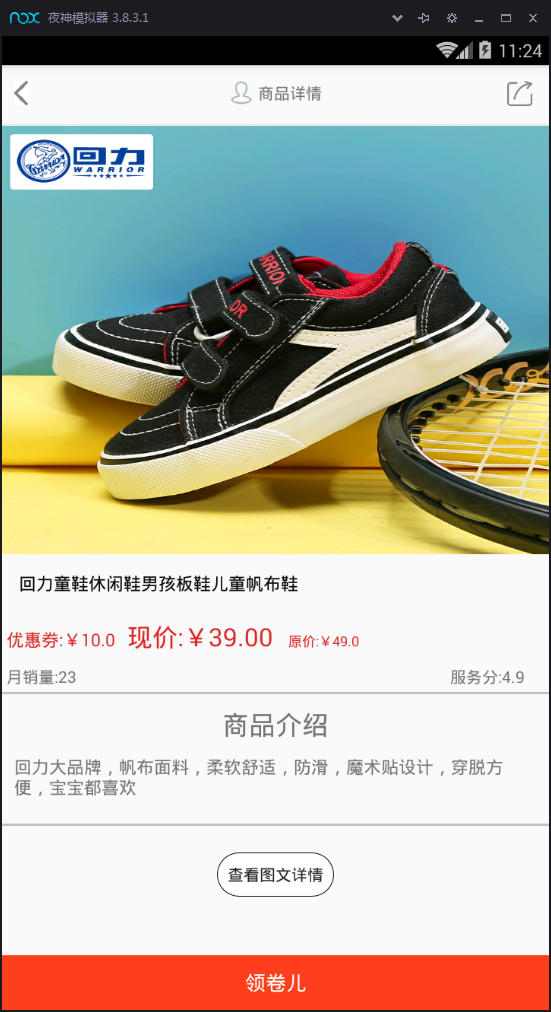 nox 夜神模拟器 3.8.3.1
11:24
商品详情
回力
WARRIOR
RRIOR
OR
回力童鞋休闲鞋男孩板鞋儿童帆布鞋
优惠券:￥10.0 现价:￥39.00 原价:￥49.0
月销量:23 服务分:4.9
商品介绍
回力大品牌，帆布面料，柔软舒适，防滑，魔术贴设计，穿脱方
便，宝宝都喜欢
查看图文详情
领卷儿